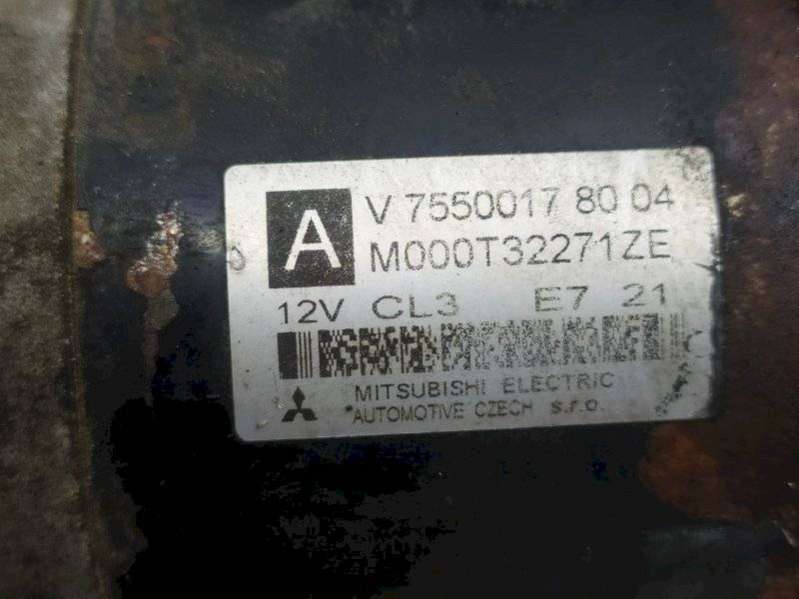 A
V 7550017 80 04
M000T32271ZE
12V CL3 E7 21
MITSUBISHI ELECTRIC
AUTOMOTIVE CZECH s.r.o.